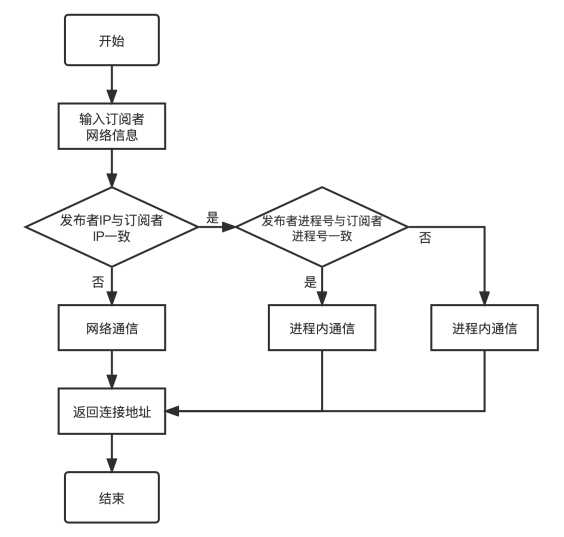 开始
输入订阅者
网络信息
发布者IP与订阅者
IP一致
是
发布者进程号与订阅者
进程号一致
否
否
是
网络通信
进程内通信
进程内通信
返回连接地址
结束